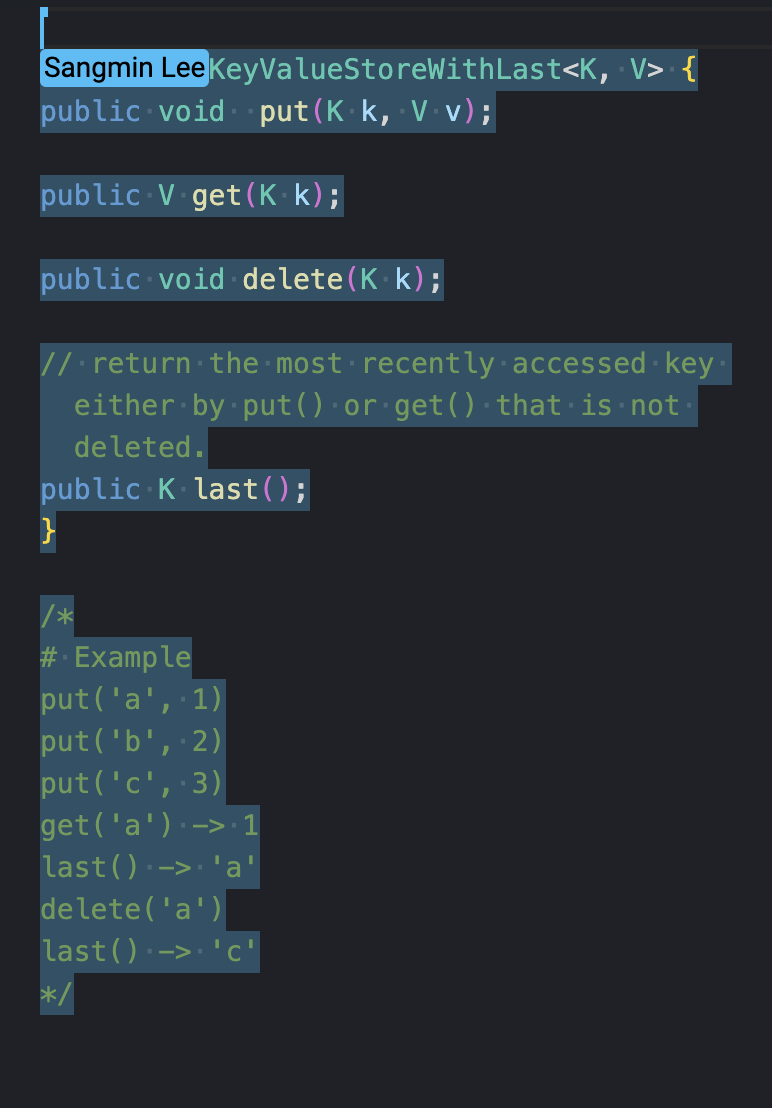 Sangmin Lee KeyValueStoreWithLast<K, V> {
public void  put(K k, V v);
public V get(K k);
public void delete(K k);
// return the most recently accessed key
either by put() or get() that is not
deleted.
public K last();
}
/*
# Example
put('a', 1)
put('b', 2)
put('c', 3)
get('a') -> 1
last() -> 'a'
delete('a')
last() -> 'c'
*/